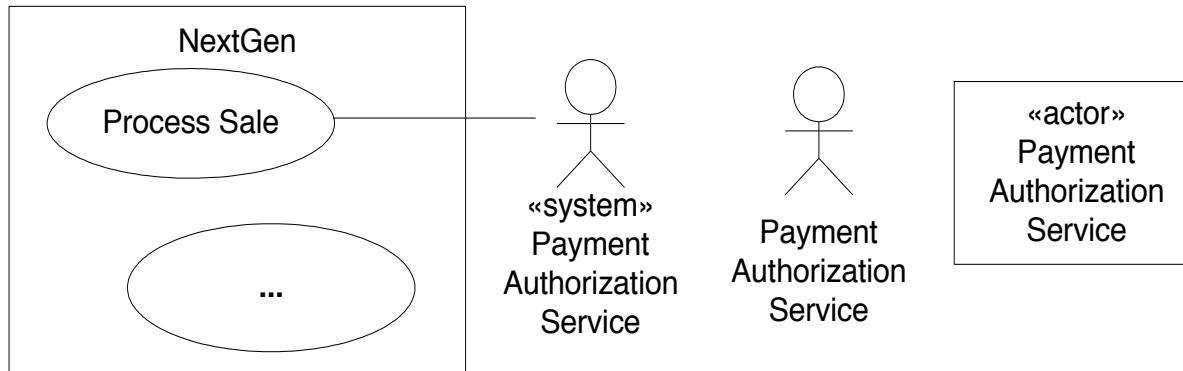 NextGen
Process Sale
...
«system»
Payment
Authorization
Service
Payment
Authorization
Service
«actor»
Payment
Authorization
Service